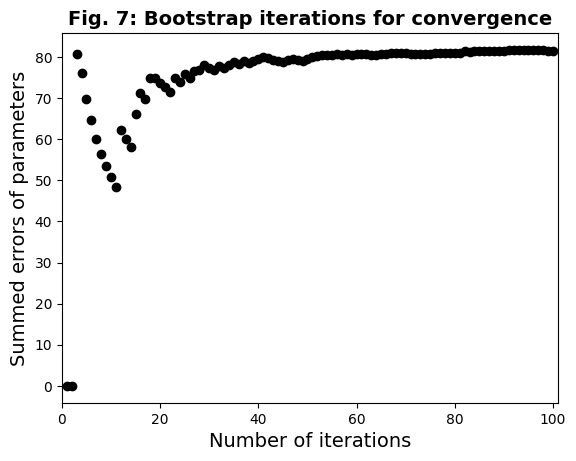 Fig. 7: Bootstrap iterations for convergence
Summed errors of parameters
80
70
60
50
40
30
20
10
0
0 20 40 60 80 100
Number of iterations